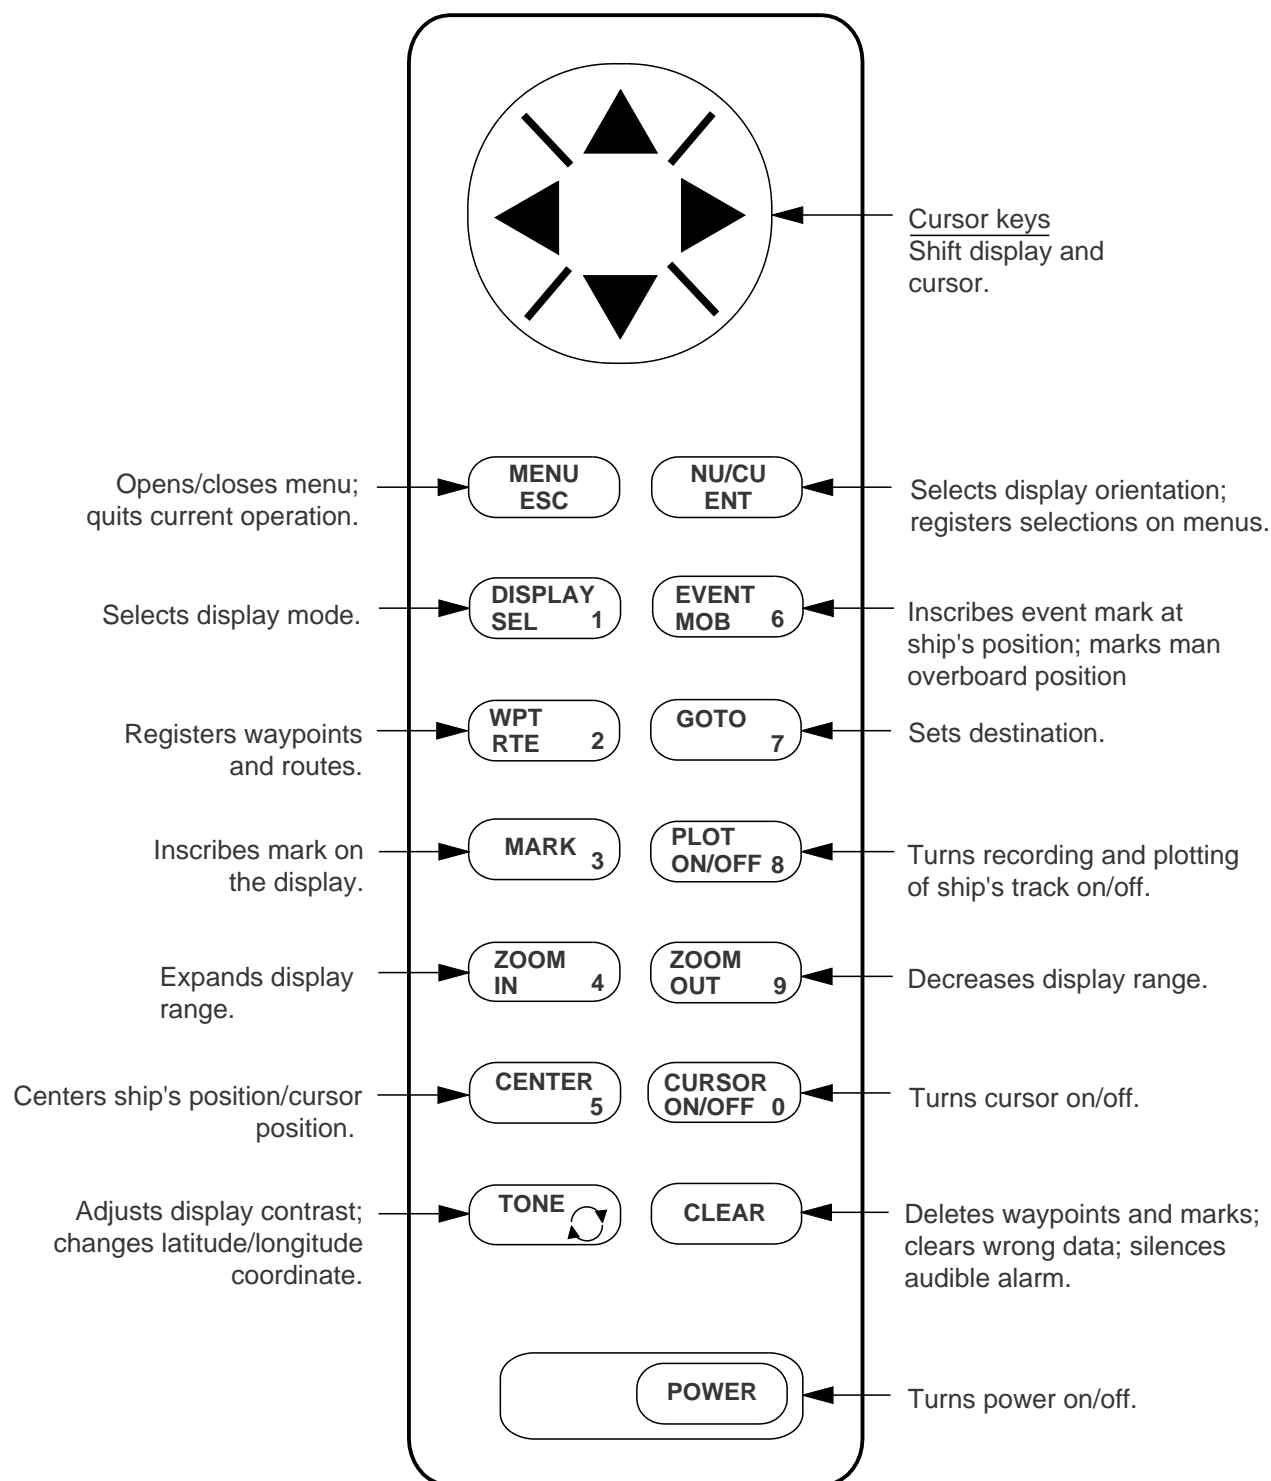 Cursor keys
Shift display and
cursor.
MENU
ESC
NU/CU
ENT
Opens/closes menu;
quits current operation.
Selects display orientation;
registers selections on menus.
DISPLAY
SEL 1
EVENT
MOB 6
Selects display mode.
Inscribes event mark at
ship's position; marks man
overboard position
WPT
RTE 2
GOTO
7
Registers waypoints
and routes.
Sets destination.
MARK
3
PLOT
ON/OFF 8
Inscribes mark on
the display.
Turns recording and plotting
of ship's track on/off.
ZOOM
IN 4
ZOOM
OUT 9
Expands display
range.
Decreases display range.
CENTER
5
CURSOR
ON/OFF 0
Centers ship's position/cursor
position.
Turns cursor on/off.
TONE
CLEAR
Adjusts display contrast;
changes latitude/longitude
coordinate.
Deletes waypoints and marks;
clears wrong data; silences
audible alarm.
POWER
Turns power on/off.